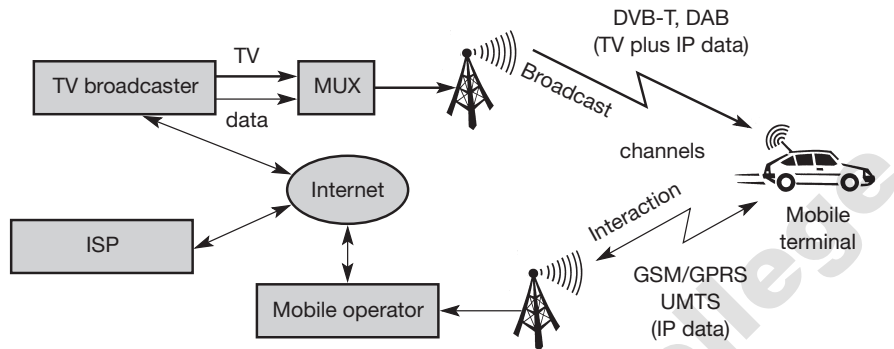 DVB-T, DAB
(TV plus IP data)
TV
TV broadcaster
MUX
data
Broadcast
channels
Internet
Interaction
ISP
Mobile
terminal
GSM/GPRS
UMTS
(IP data)
Mobile operator